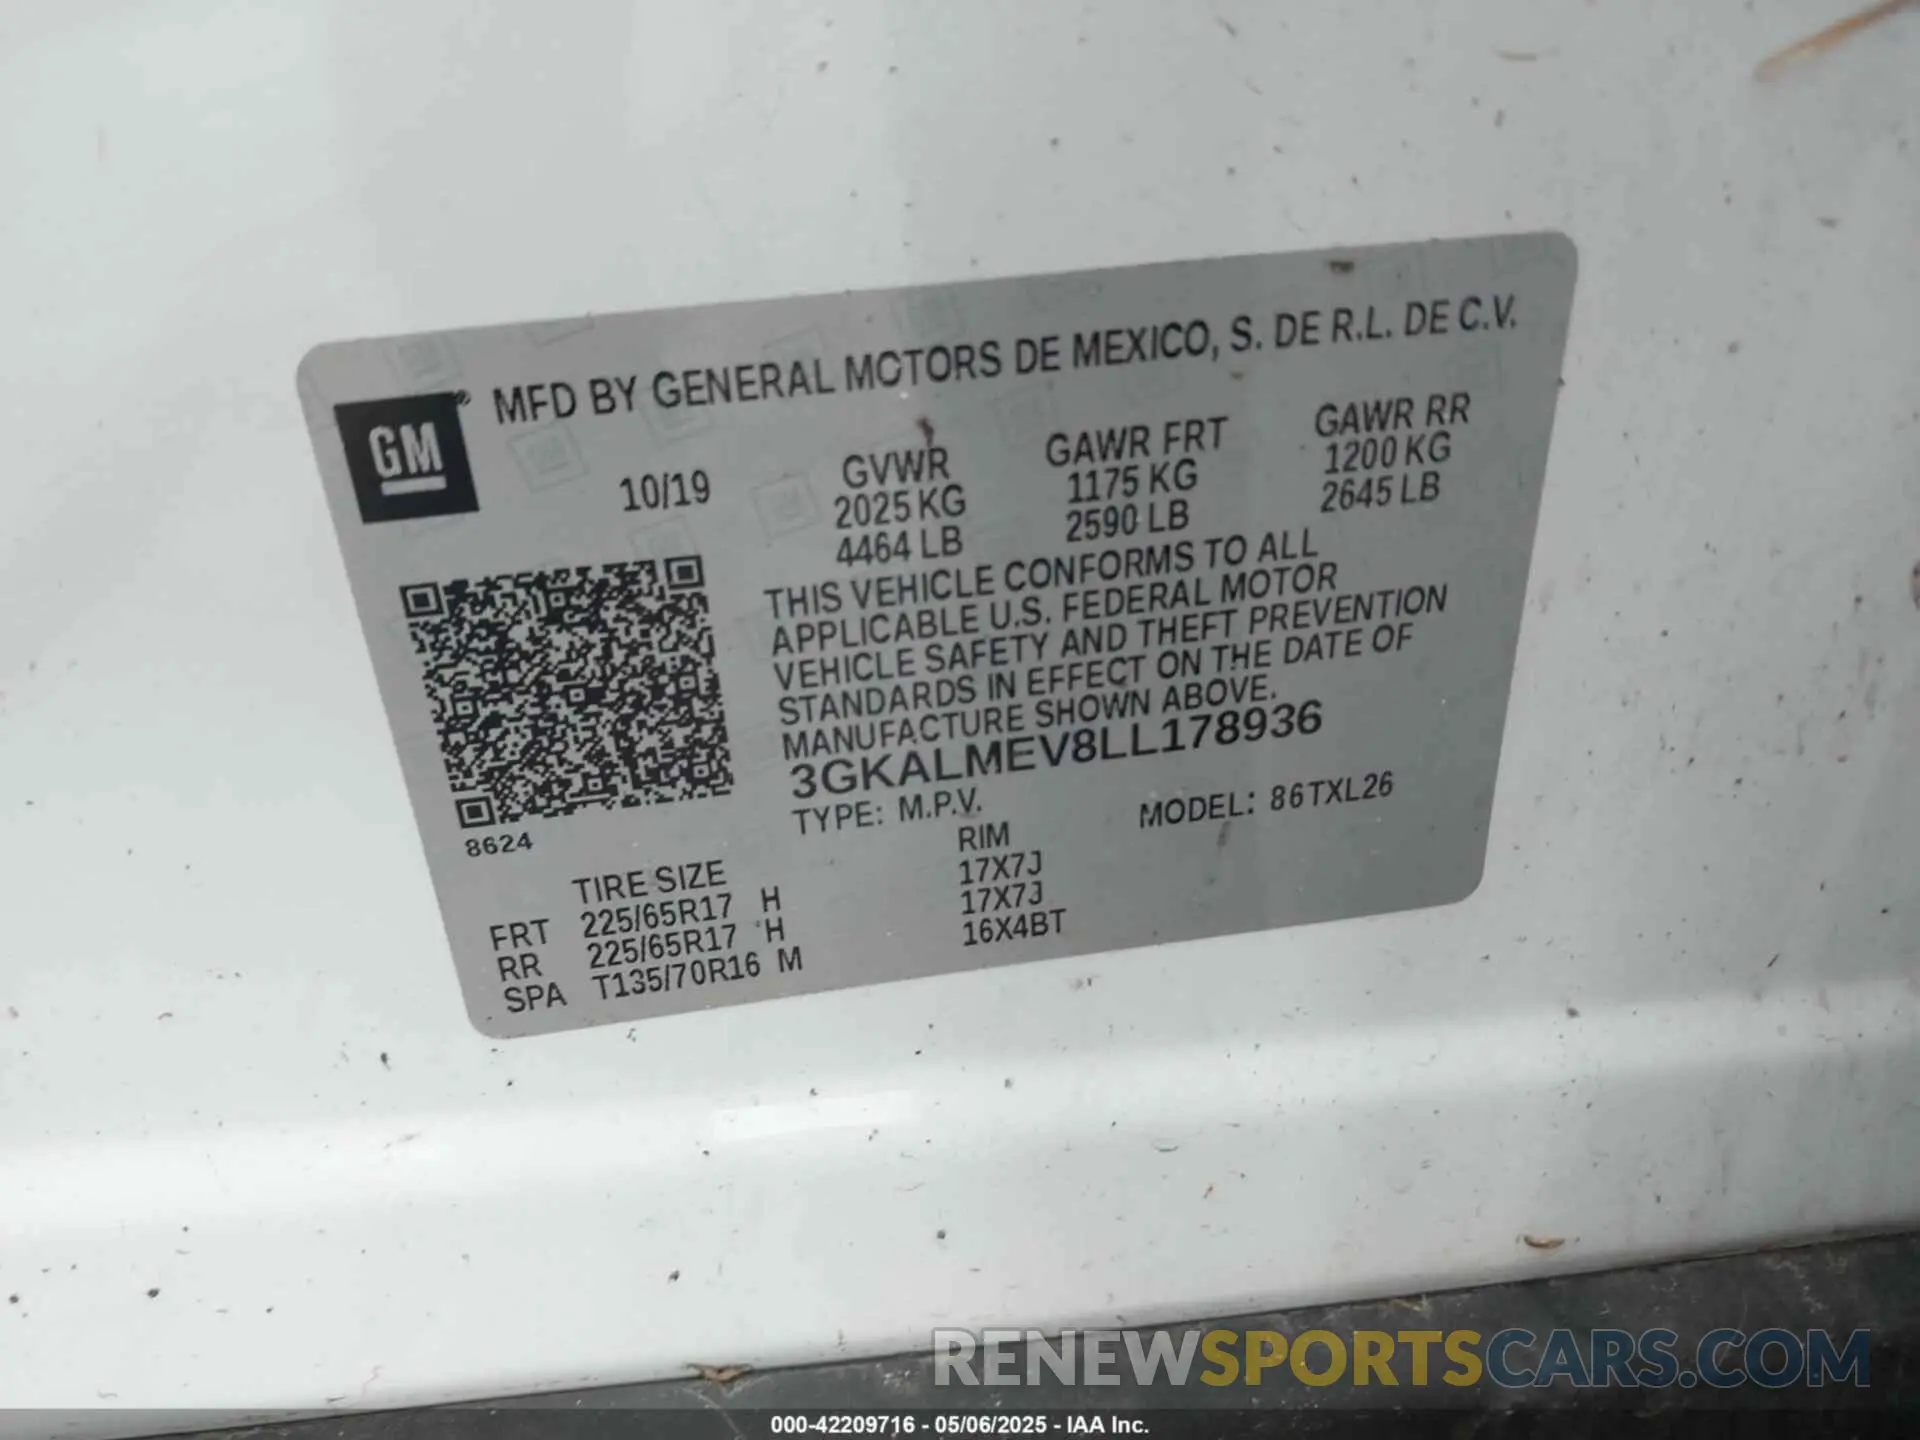 MFD BY GENERAL MOTORS DE MEXICO, S. DE R.L. DE C.V.
GM
10/19
GVWR GAWR FRT GAWR RR
2025 KG 1175 KG 1200 KG
4464 LB 2590 LB 2645 LB
THIS VEHICLE CONFORMS TO ALL
APPLICABLE U.S. FEDERAL MOTOR
VEHICLE SAFETY AND THEFT PREVENTION
STANDARDS IN EFFECT ON THE DATE OF
MANUFACTURE SHOWN ABOVE.
3GKALMEV8LL178936
8624
TYPE: M.P.V. MODEL: 86TXL26
TIRE SIZE RIM
FRT 225/65R17 H 17X7J
RR 225/65R17 H 17X7J
SPA T135/70R16 M 16X4BT
RENEWSPORTSCARS.COM
000-42209716 - 05/06/2025 - IAA Inc.